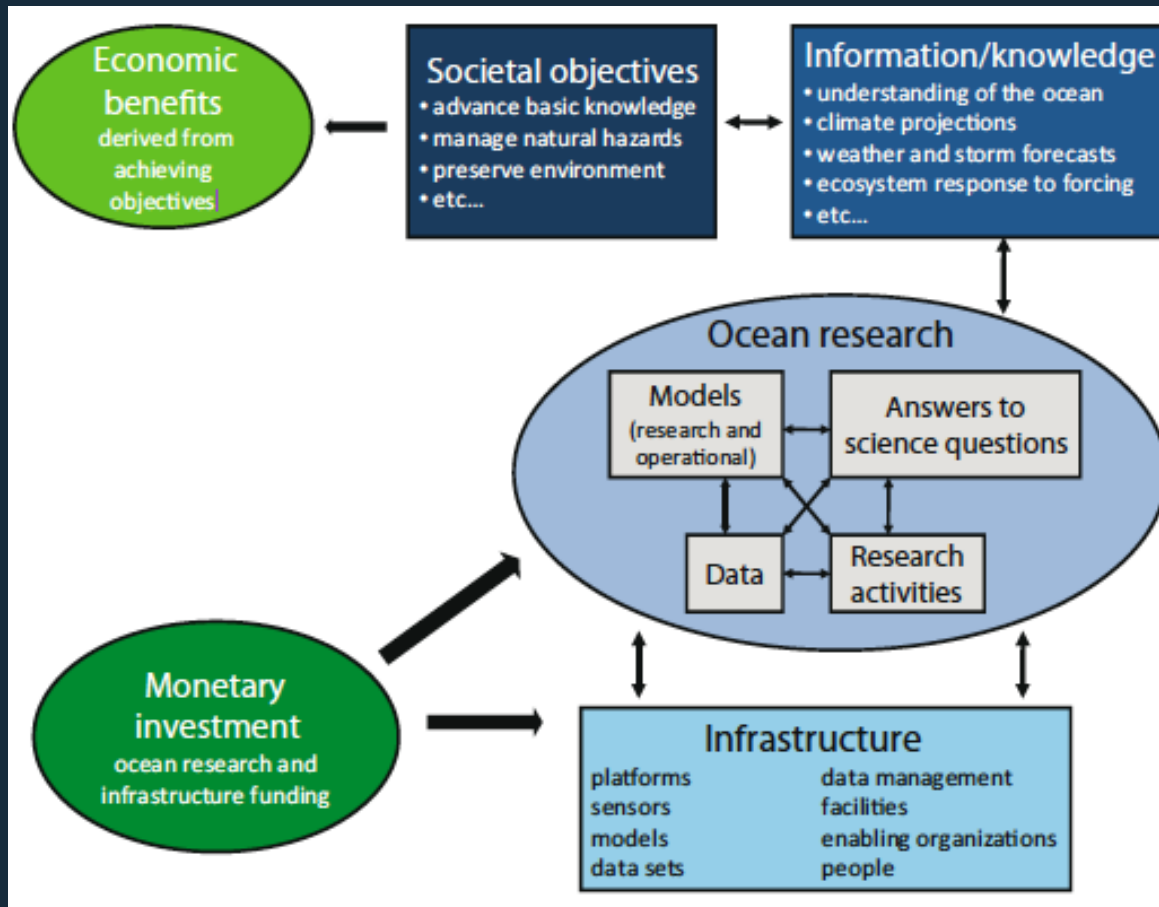 Economic
benefits
derived from
achieving
objectives
Societal objectives
• advance basic knowledge
• manage natural hazards
• preserve environment
• etc...
Information/knowledge
• understanding of the ocean
• climate projections
• weather and storm forecasts
• ecosystem response to forcing
• etc...
Ocean research
Models
(research and
operational)
Answers to
science questions
Data
Research
activities
Monetary
investment
ocean research and
infrastructure funding
Infrastructure
platforms
sensors
models
data sets
data management
facilities
enabling organizations
people